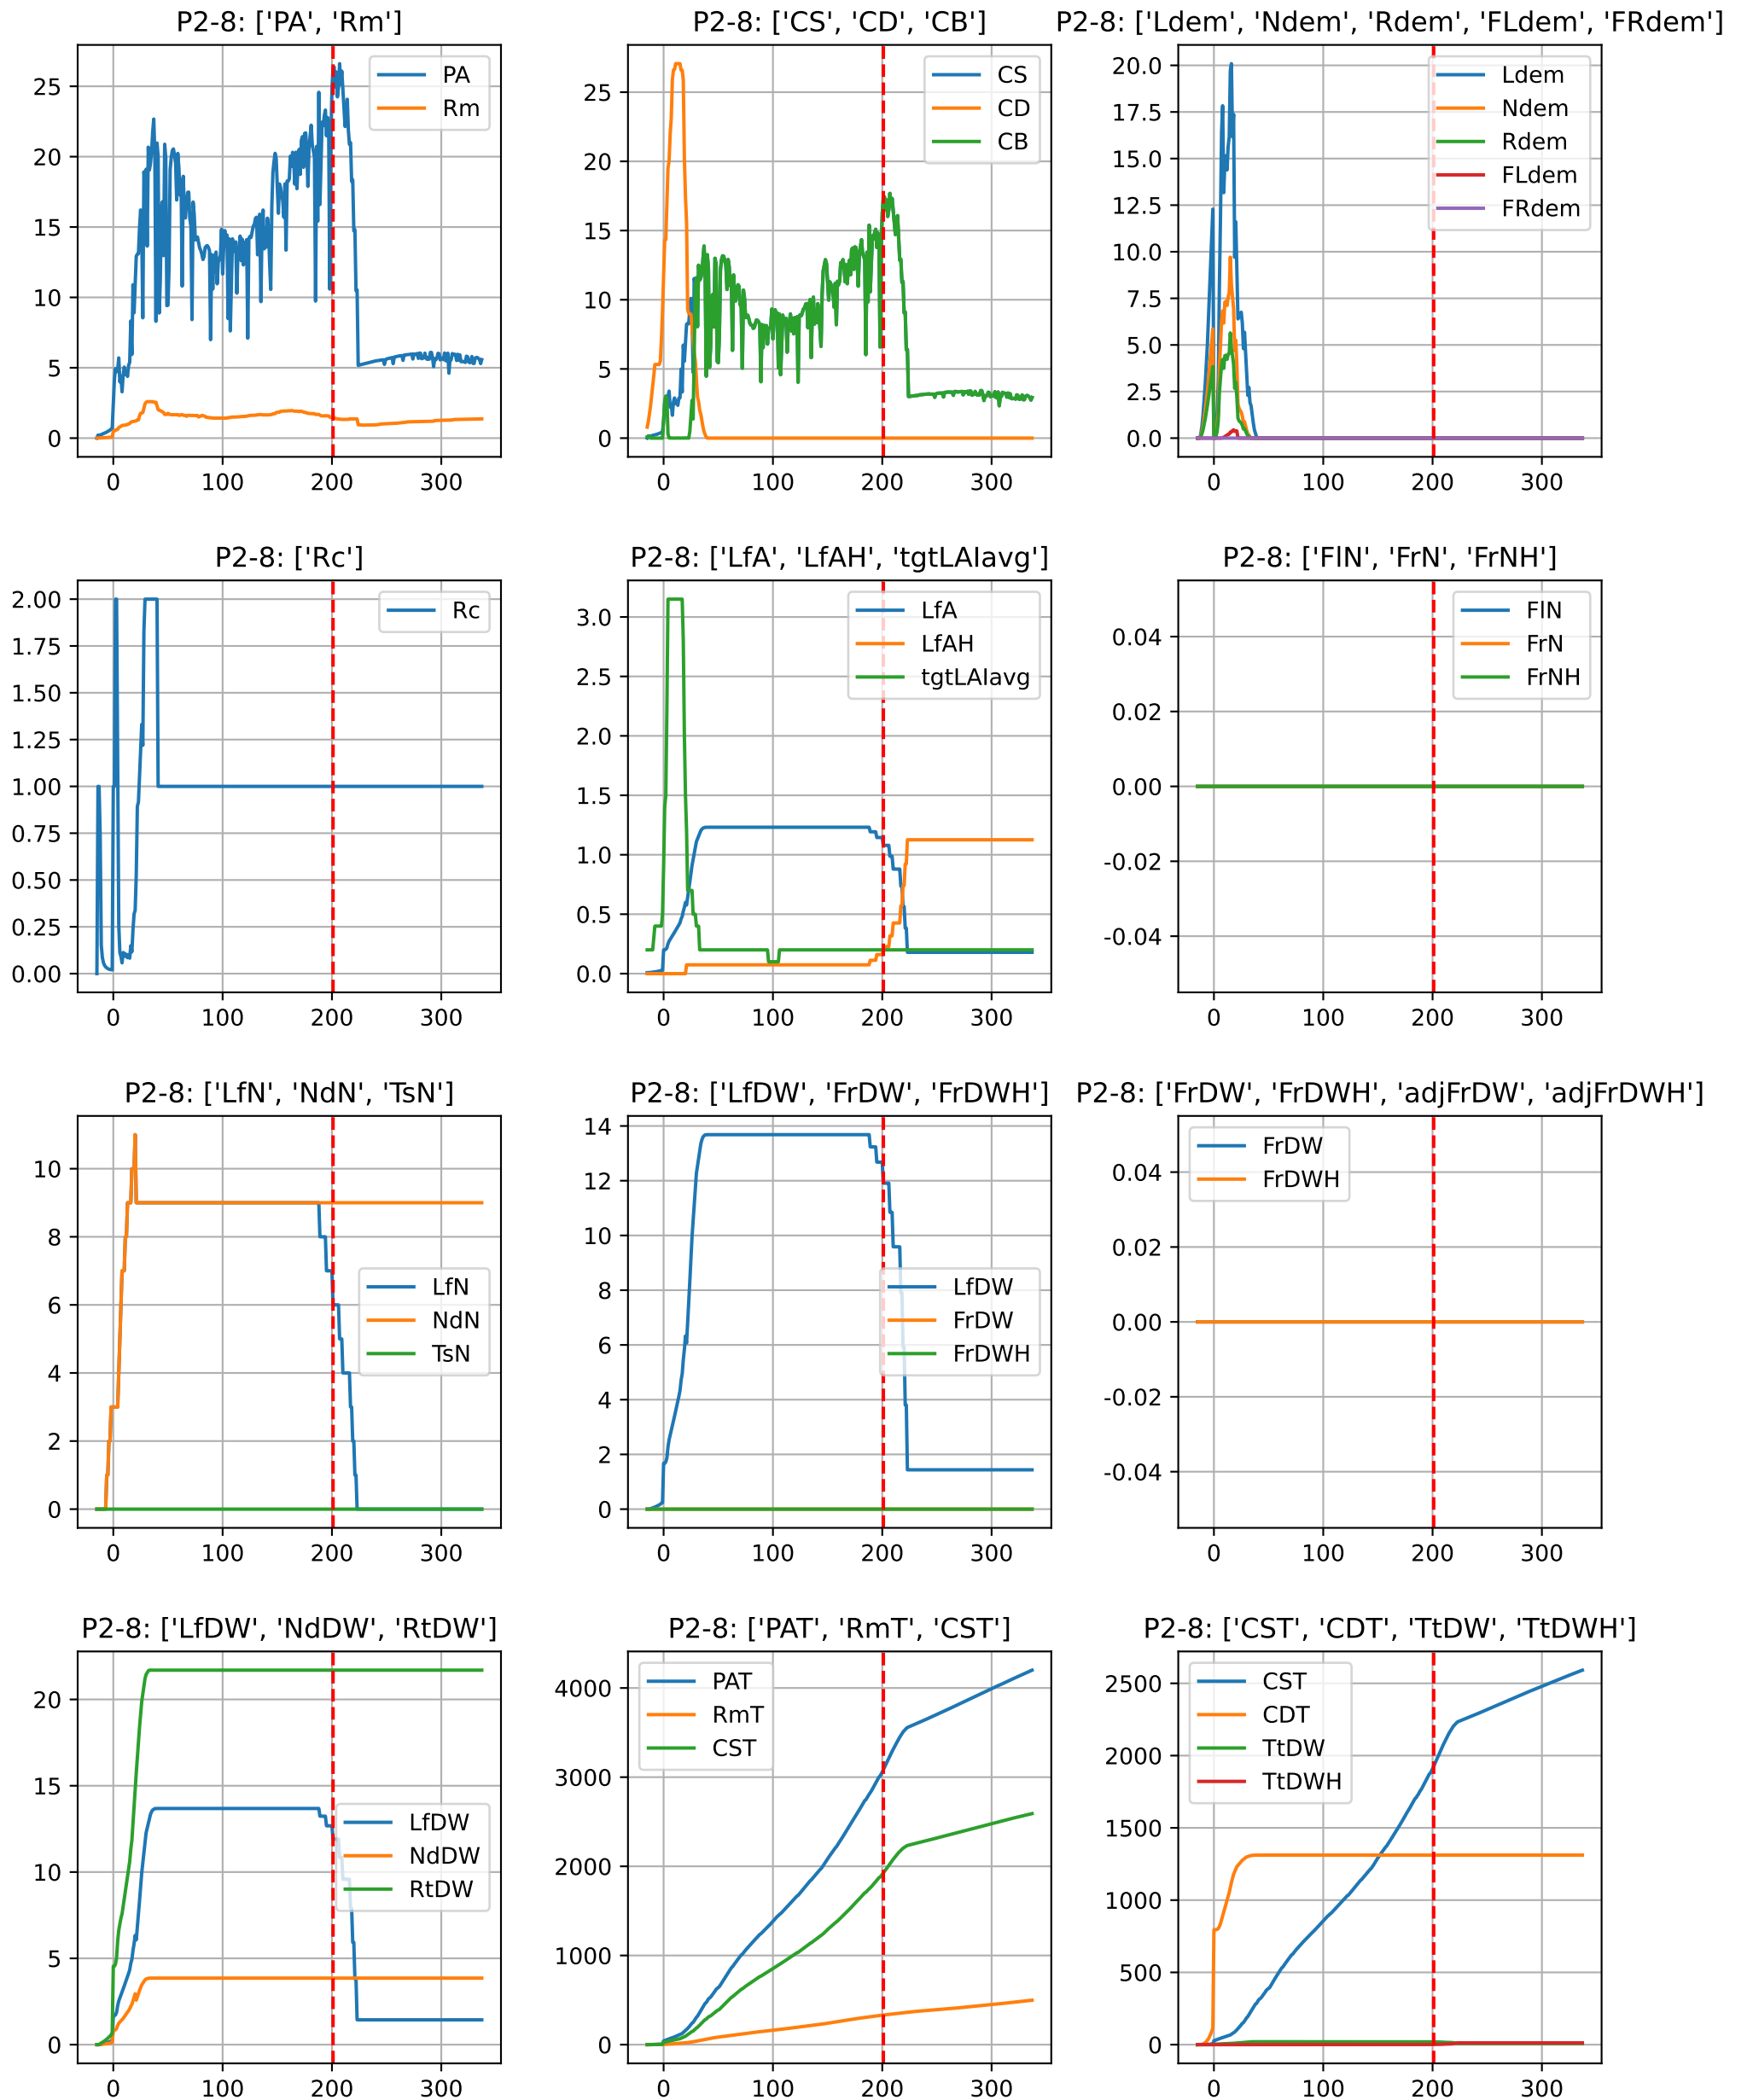 P2-8: ['PA', 'Rm']
25
20
15
10
5
0
0 100 200 300
PA
Rm
P2-8: ['CS', 'CD', 'CB']
25
20
15
10
5
0
0 100 200 300
CS
CD
CB
P2-8: ['Ldem', 'Ndem', 'Rdem', 'FLdem', 'FRdem']
20.0
17.5
15.0
12.5
10.0
7.5
5.0
2.5
0.0
0 100 200 300
Ldem
Ndem
Rdem
FLdem
FRdem
P2-8: ['Rc']
2.00
1.75
1.50
1.25
1.00
0.75
0.50
0.25
0.00
0 100 200 300
Rc
P2-8: ['LfA', 'LfAH', 'tgtLAIavg']
3.0
2.5
2.0
1.5
1.0
0.5
0.0
0 100 200 300
LfA
LfAH
tgtLAIavg
P2-8: ['FlN', 'FrN', 'FrNH']
0.04
0.02
0.00
-0.02
-0.04
0 100 200 300
FlN
FrN
FrNH
P2-8: ['LfN', 'NdN', 'TsN']
10
8
6
4
2
0
0 100 200 300
LfN
NdN
TsN
P2-8: ['LfDW', 'FrDW', 'FrDWH']
14
12
10
8
6
4
2
0
0 100 200 300
LfDW
FrDW
FrDWH
P2-8: ['FrDW', 'FrDWH', 'adjFrDW', 'adjFrDWH']
0.04
0.02
0.00
-0.02
-0.04
0 100 200 300
FrDW
FrDWH
P2-8: ['LfDW', 'NdDW', 'RtDW']
20
15
10
5
0
0 100 200 300
LfDW
NdDW
RtDW
P2-8: ['PAT', 'RmT', 'CST']
4000
3000
2000
1000
0
0 100 200 300
PAT
RmT
CST
P2-8: ['CST', 'CDT', 'TtDW', 'TtDWH']
2500
2000
1500
1000
500
0
0 100 200 300
CST
CDT
TtDW
TtDWH